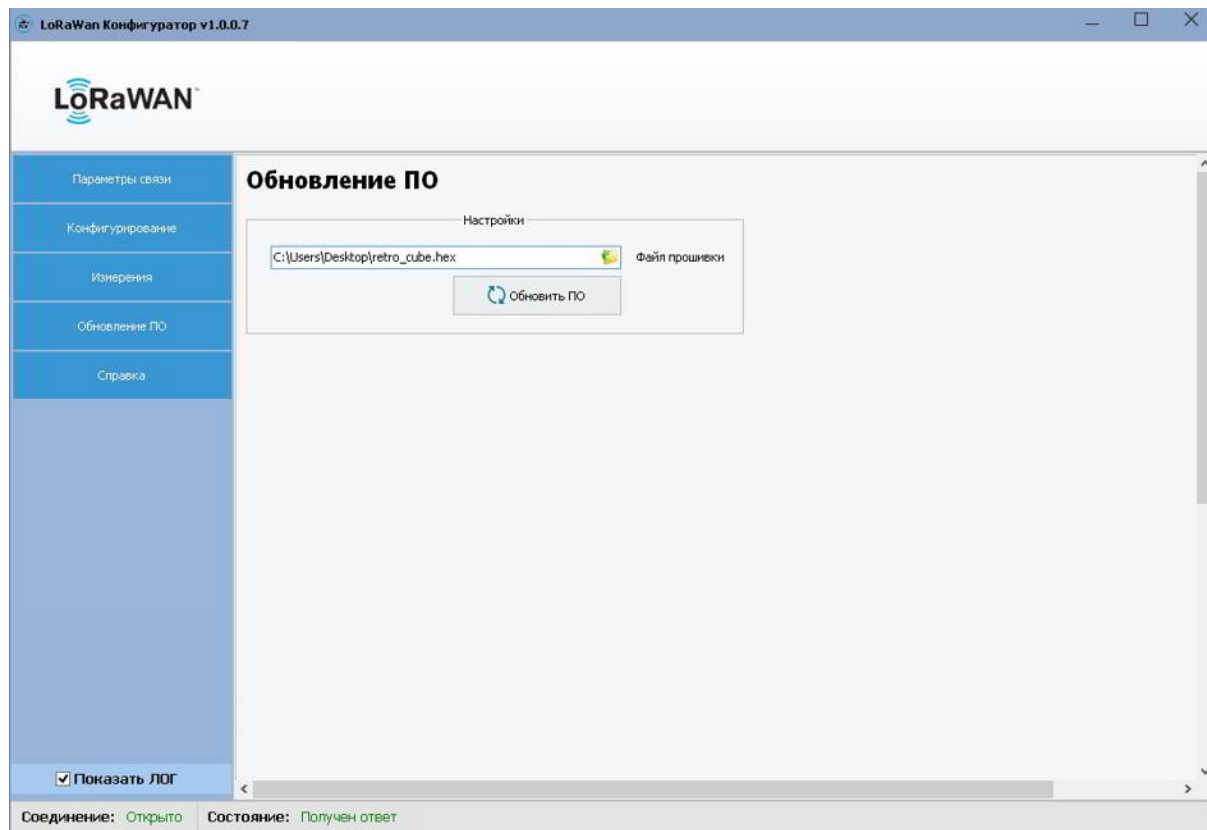 LoRaWan Конфигуратор v1.0.0.7
LoRaWAN™
Параметры связи
Конфигурирование
Измерения
Обновление ПО
Справка
Обновление ПО
Настройки
C:\Users\Desktop\retro_cube.hex Файл прошивки
Обновить ПО
Показать ЛОГ
Соединение: Открыто Состояние: Получен ответ